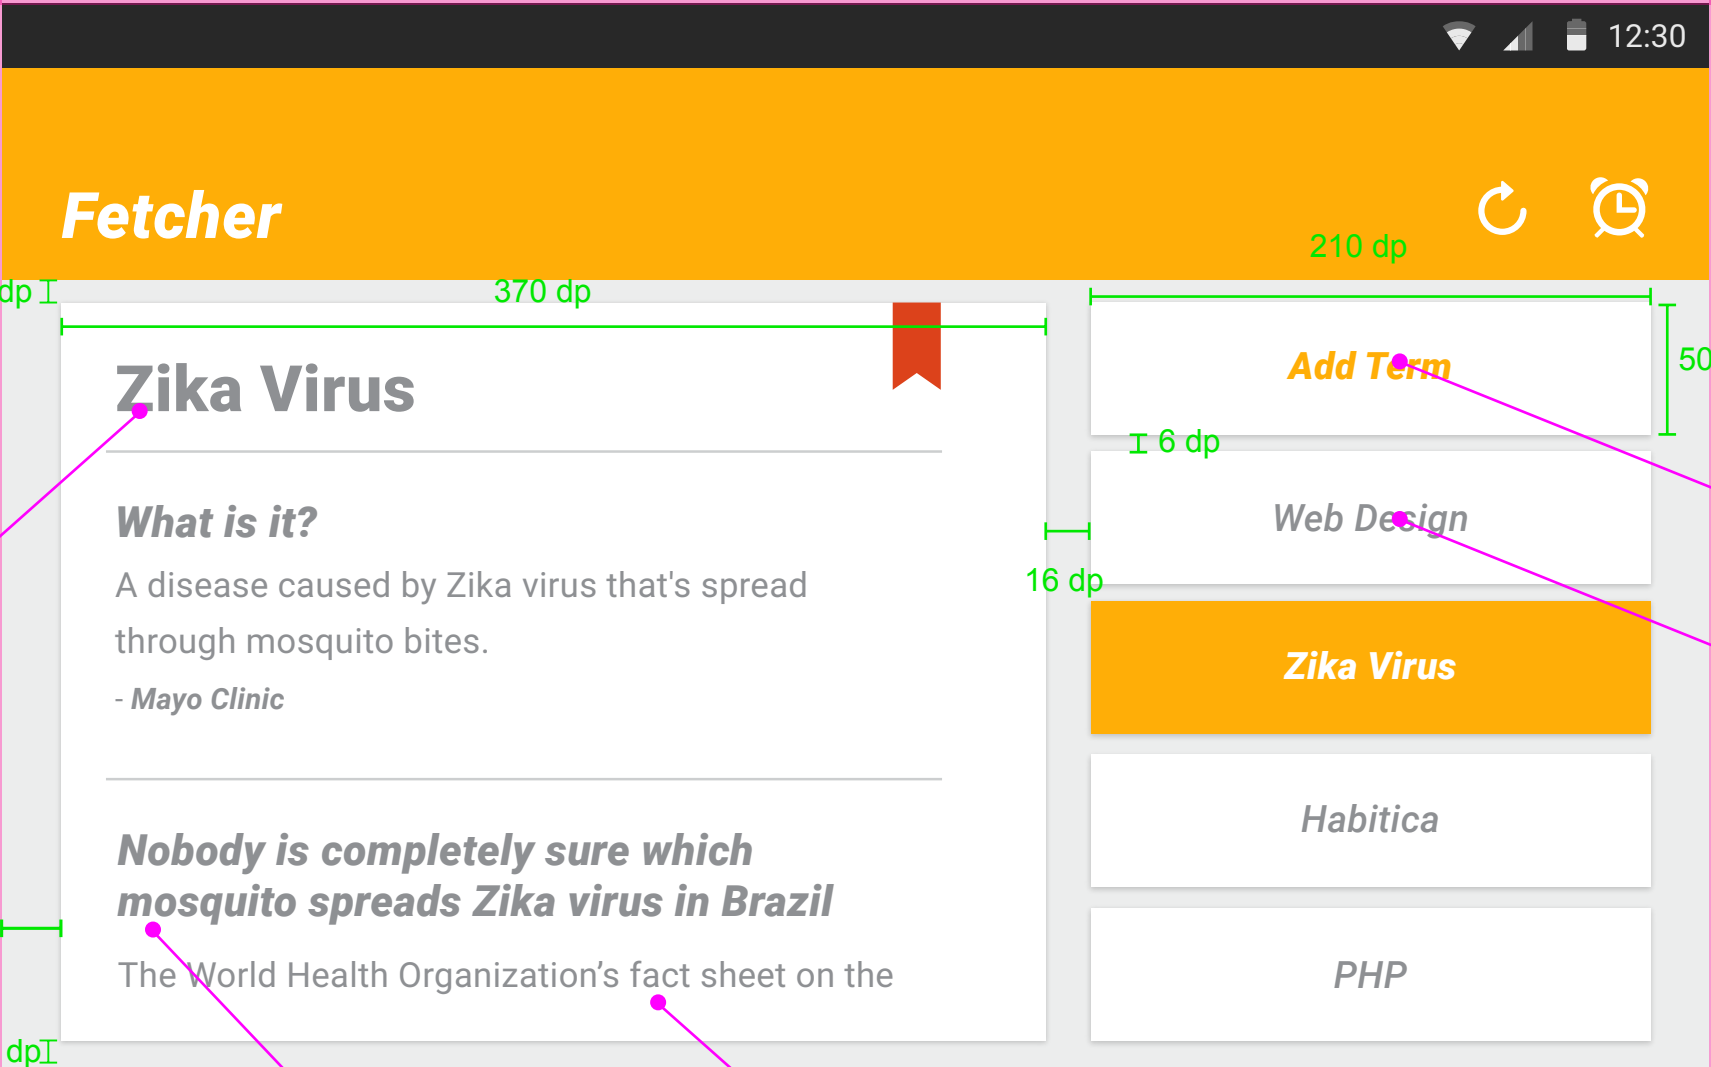 12:30
Fetcher
210 dp
dp
370 dp
Zika Virus
What is it?
A disease caused by Zika virus that's spread
through mosquito bites.
- Mayo Clinic
Nobody is completely sure which
mosquito spreads Zika virus in Brazil
The World Health Organization’s fact sheet on the
dp
16 dp
Add Term
50
6 dp
Web Design
Zika Virus
Habitica
PHP